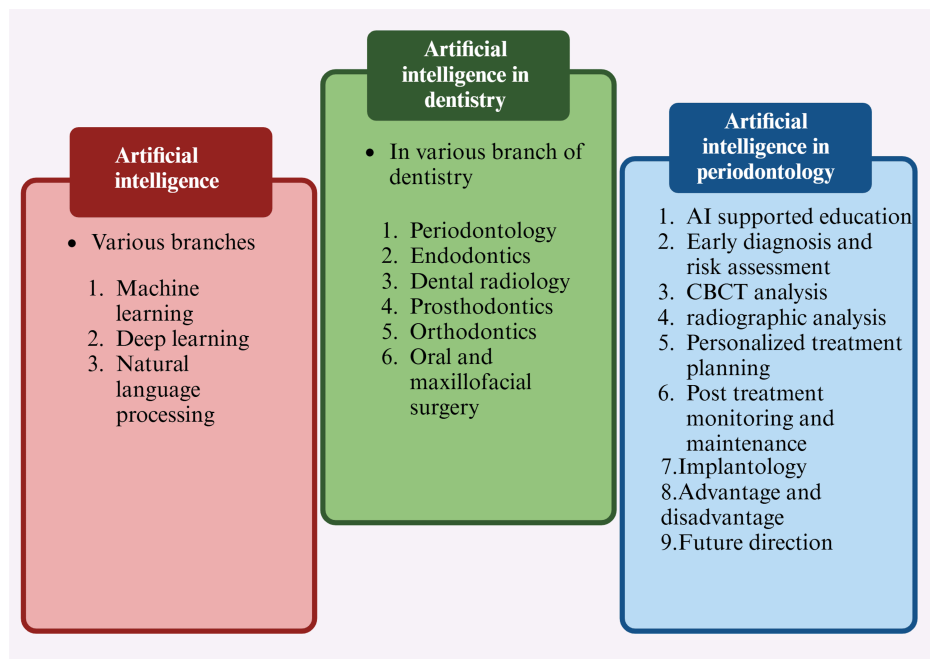 Artificial
intelligence
• Various branches
1. Machine
learning
2. Deep learning
3. Natural
language
processing
Artificial
intelligence in
dentistry
• In various branch of
dentistry
1. Periodontology
2. Endodontics
3. Dental radiology
4. Prosthodontics
5. Orthodontics
6. Oral and
maxillofacial
surgery
Artificial
intelligence in
periodontology
1. AI supported education
2. Early diagnosis and
risk assessment
3. CBCT analysis
4. radiographic analysis
5. Personalized treatment
planning
6. Post treatment
monitoring and
maintenance
7.Implantology
8.Advantage and
disadvantage
9.Future direction